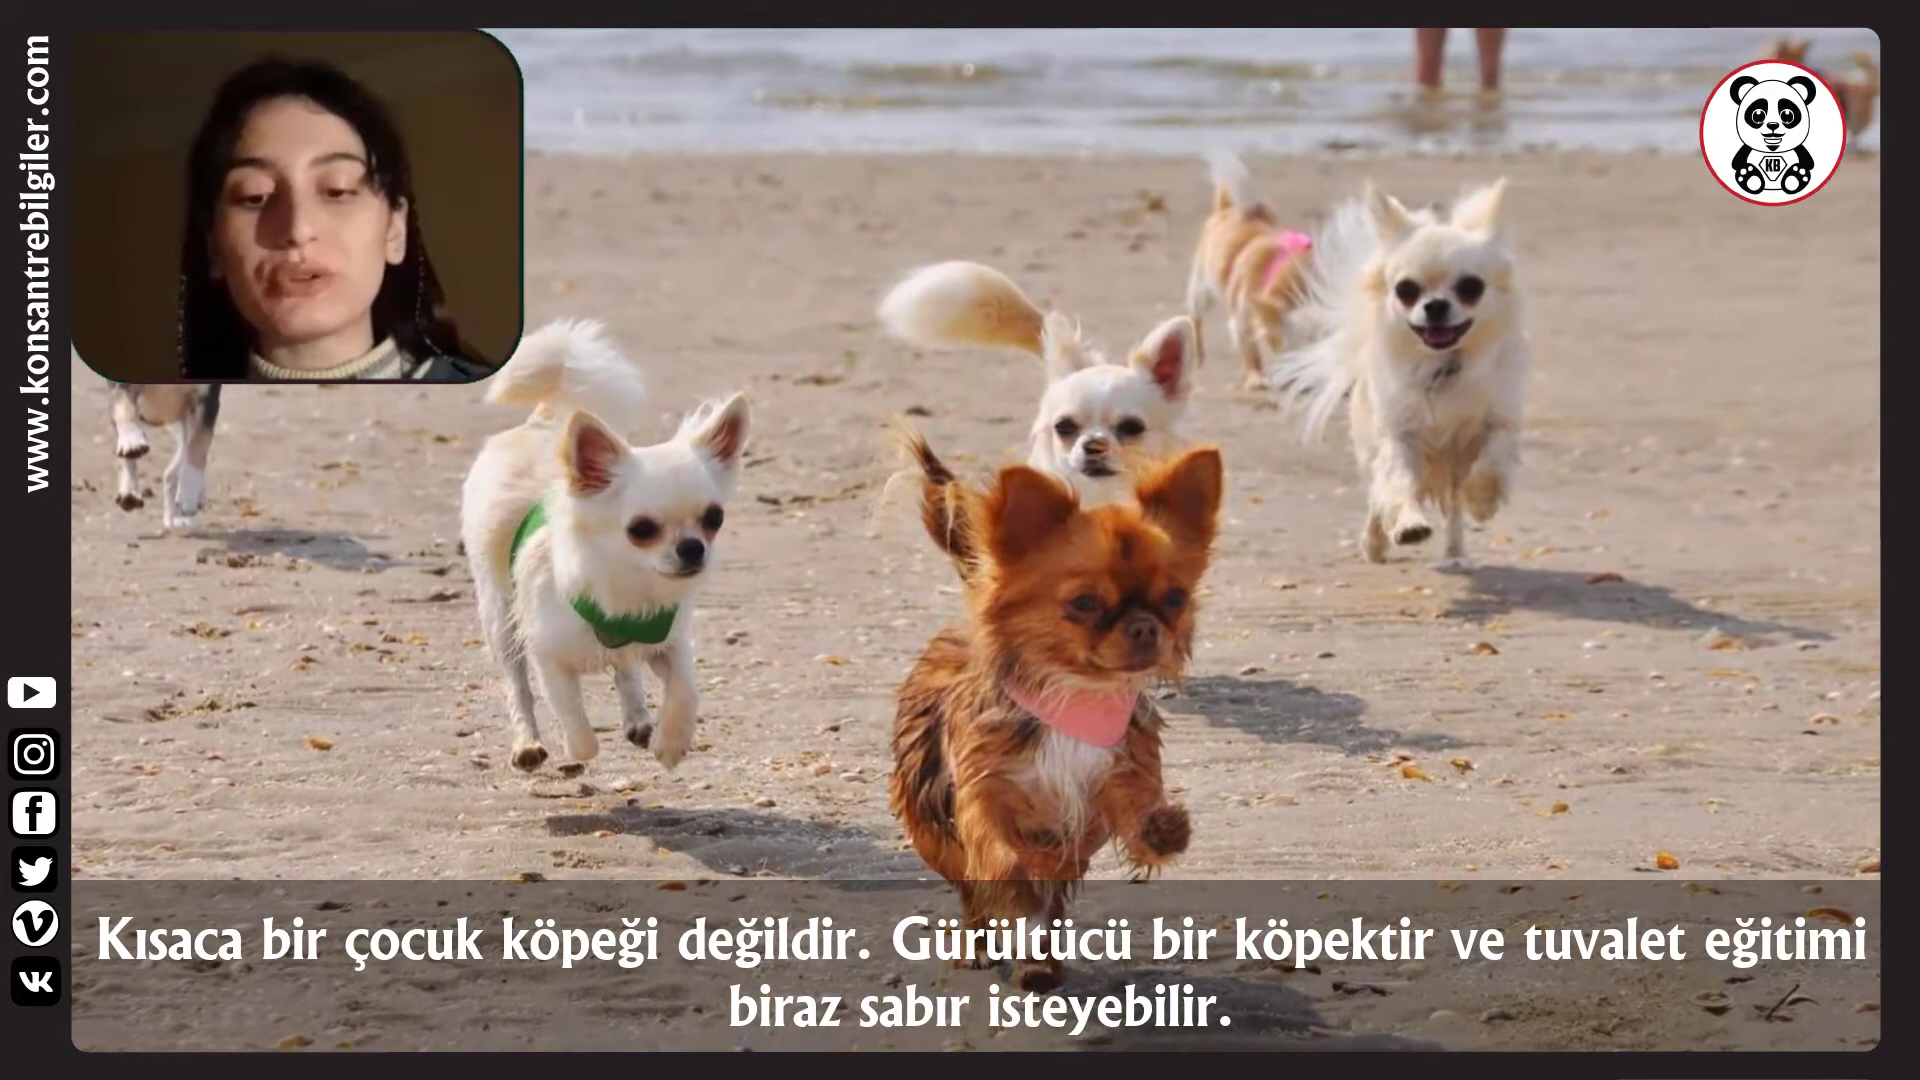 www.konsantrebilgiler.com
KB
Kısaca bir çocuk köpeği değildir. Gürültücü bir köpektir ve tuvalet eğitimi
biraz sabır isteyebilir.